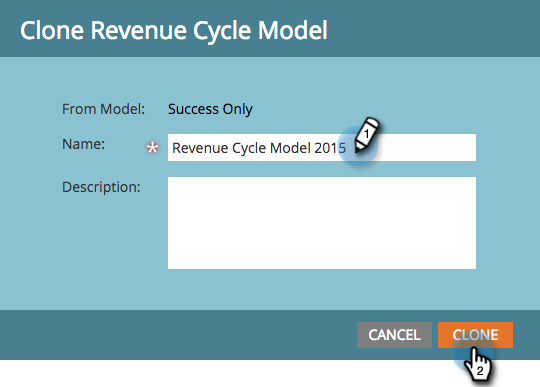 Clone Revenue Cycle Model
From Model: Success Only
Name: * Revenue Cycle Model 2015 1
Description:
CANCEL CLONE
2